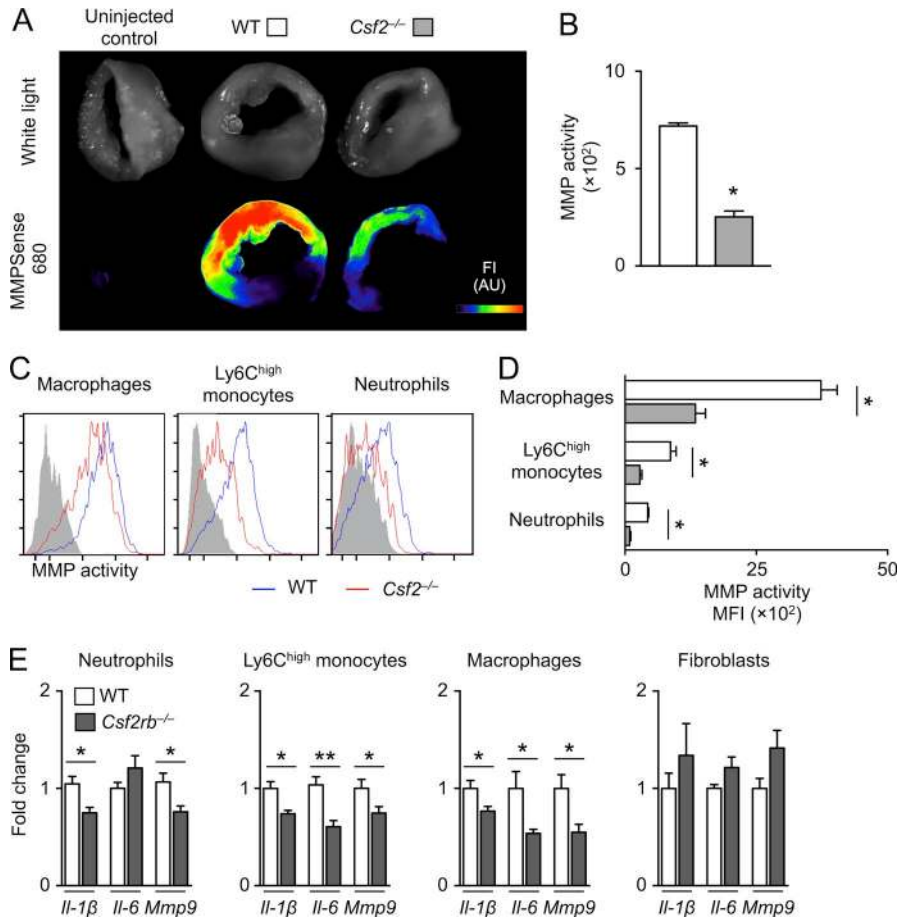 A
Uninjected
control
WT
Csf2–/–
White light
MMPSense
680
FI
(AU)
B
10
5
0
MMP activity
(×10²)
*
C
Macrophages
Ly6Chigh
monocytes
Neutrophils
MMP activity
WT
Csf2–/–
D
Macrophages
*
Ly6Chigh
monocytes
*
Neutrophils
*
0
25
50
MMP activity
MFI (×10²)
E
Neutrophils
Ly6Chigh monocytes
Macrophages
Fibroblasts
2
2
2
2
WT
Csf2rb–/–
Fold change
* *
* ** *
* * *
1
1
1
1
0
0
0
0
Il-1β Il-6 Mmp9
Il-1β Il-6 Mmp9
Il-1β Il-6 Mmp9
Il-1β Il-6 Mmp9